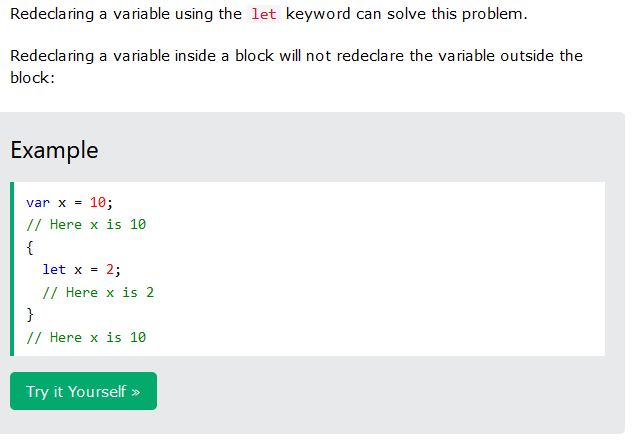 Redeclaring a variable using the let keyword can solve this problem.
Redeclaring a variable inside a block will not redeclare the variable outside the
block:
Example
var x = 10;
// Here x is 10
{
  let x = 2;
  // Here x is 2
}
// Here x is 10
Try it Yourself »